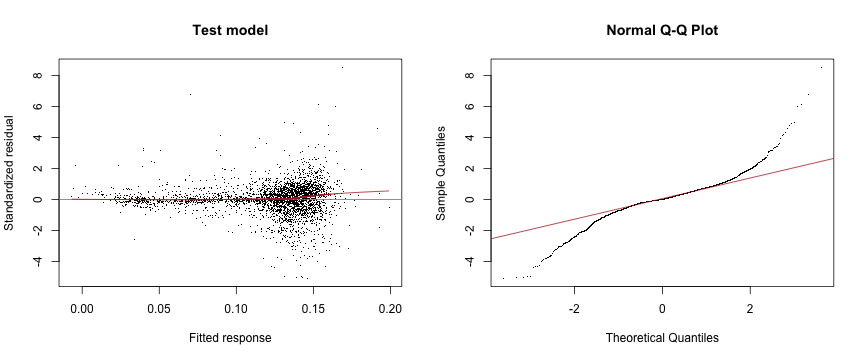 Test model
Standardized residual
8
6
4
2
0
-2
-4
0.00 0.05 0.10 0.15 0.20
Fitted response
Normal Q-Q Plot
Sample Quantiles
8
6
4
2
0
-2
-4
-2 0 2
Theoretical Quantiles